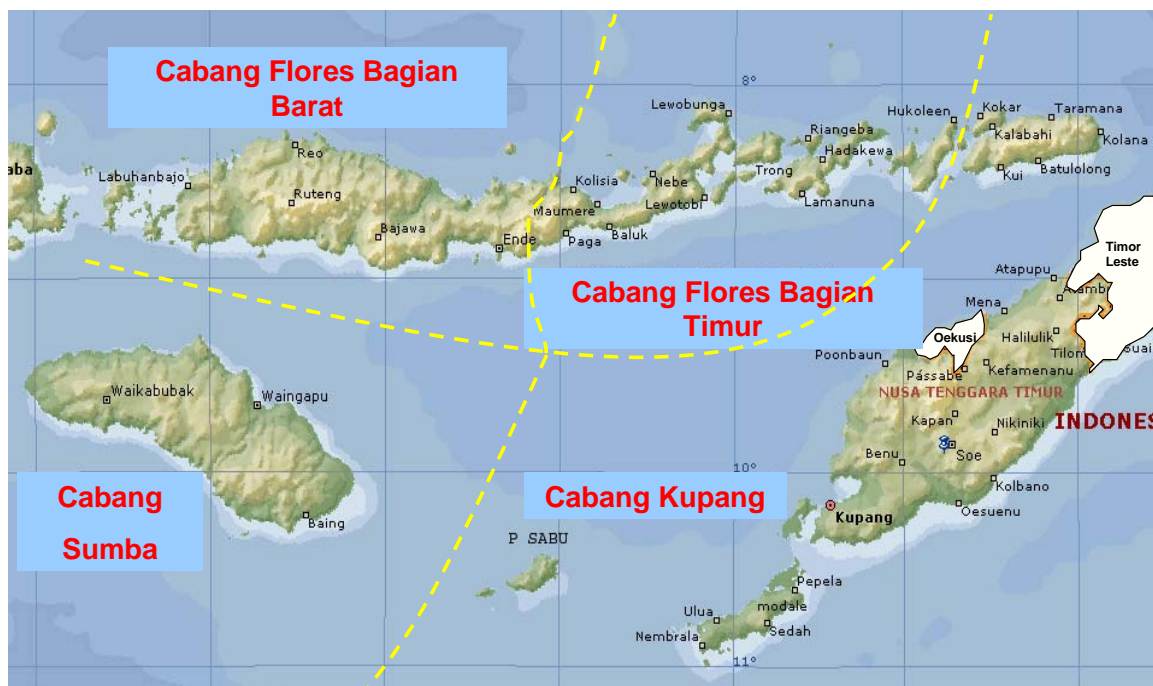 Cabang Flores Bagian
Barat
8°
Lewobunga
Hukoleen
Kokar
Taramana
Riangeba
Kalabahi
Kolana
Reo
Hadakewa
Batulolong
aba
Labuhanbajo
Nebe
Trong
Kui
Kolisia
Ruteng
Maumere
Lewotobi
Lamanuna
Bajawa
Ende
Paga
Baluk
Timor
Leste
Atapupu
Cabang Flores Bagian
Timur
Mena
Oekusi
Halilulik
Poonbaun
Tilom
Suai
Pássabe
Kefamenanu
Waikabubak
Waingapu
NUSA TENGGARA TIMUR
Kapan
Nikiniki
INDONES
Soe
Benu
10°
Cabang
Sumba
Cabang Kupang
Kolbano
Baing
Kupang
Oesuenu
P SABU
Pepela
Ulua
modale
Sedah
Nembrala
11°